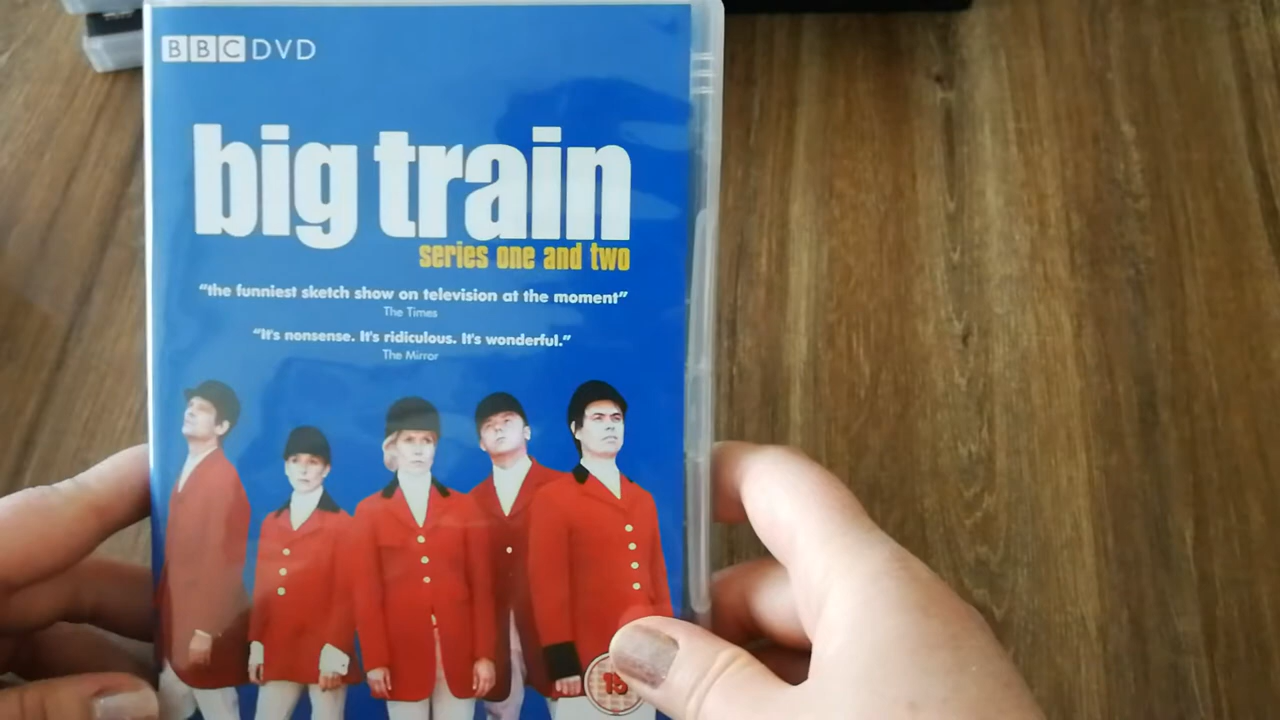 BBC DVD
big train
series one and two
"the funniest sketch show on television at the moment"
The Times
"It's nonsense. It's ridiculous. It's wonderful."
The Mirror
15